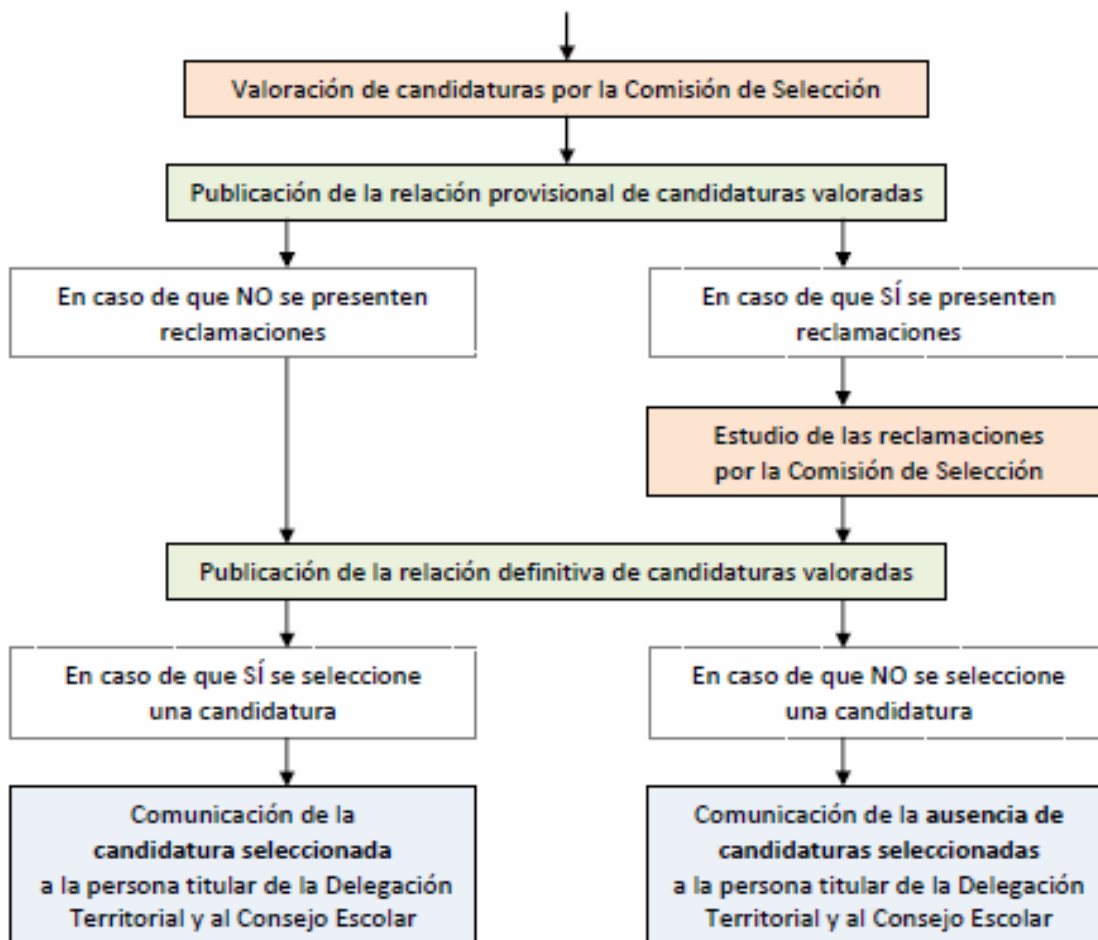 Valoración de candidaturas por la Comisión de Selección
Publicación de la relación provisional de candidaturas valoradas
En caso de que NO se presenten
reclamaciones
En caso de que SÍ se presenten
reclamaciones
Estudio de las reclamaciones
por la Comisión de Selección
Publicación de la relación definitiva de candidaturas valoradas
En caso de que SÍ se seleccione
una candidatura
En caso de que NO se seleccione
una candidatura
Comunicación de la
candidatura seleccionada
a la persona titular de la Delegación
Territorial y al Consejo Escolar
Comunicación de la ausencia de
candidaturas seleccionadas
a la persona titular de la Delegación
Territorial y al Consejo Escolar